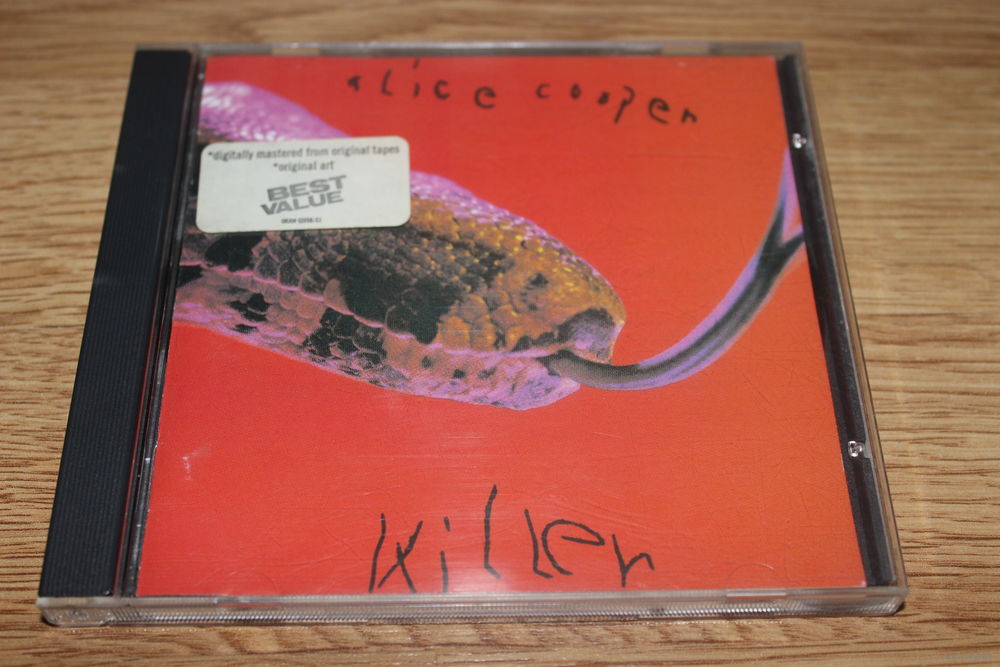 alice cooper
*digitally mastered from original tapes
*original art
BEST
VALUE
killer